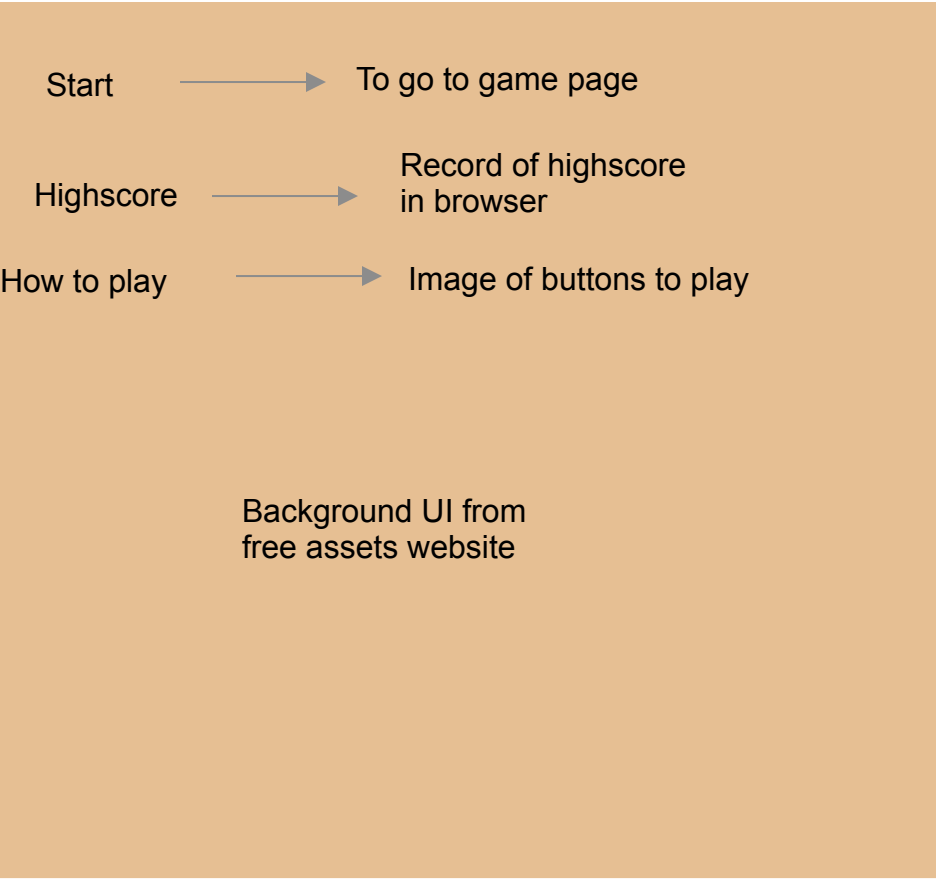 Start
To go to game page
Highscore
Record of highscore
in browser
How to play
Image of buttons to play
Background UI from
free assets website